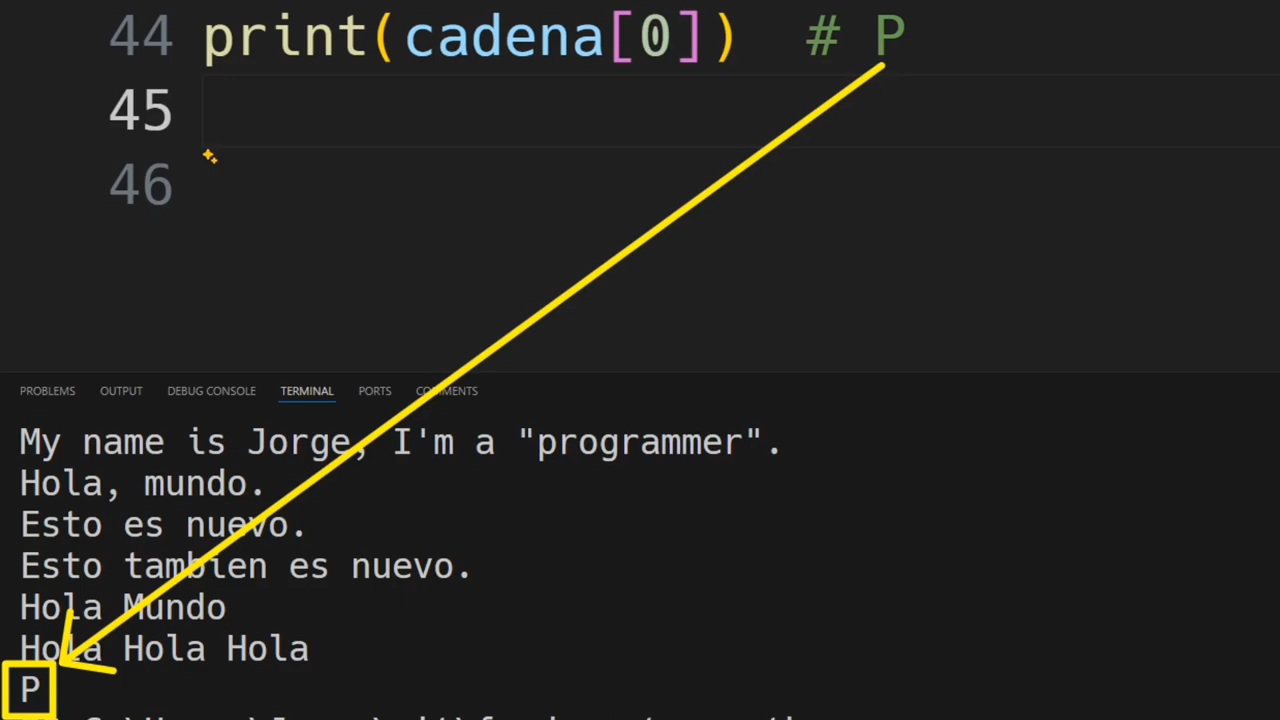 44 print(cadena[0])  # P
45
46
PROBLEMS OUTPUT DEBUG CONSOLE TERMINAL PORTS COMMENTS
My name is Jorge, I'm a "programmer".
Hola, mundo.
Esto es nuevo.
Esto tambien es nuevo.
Hola Mundo
Hola Hola Hola
P